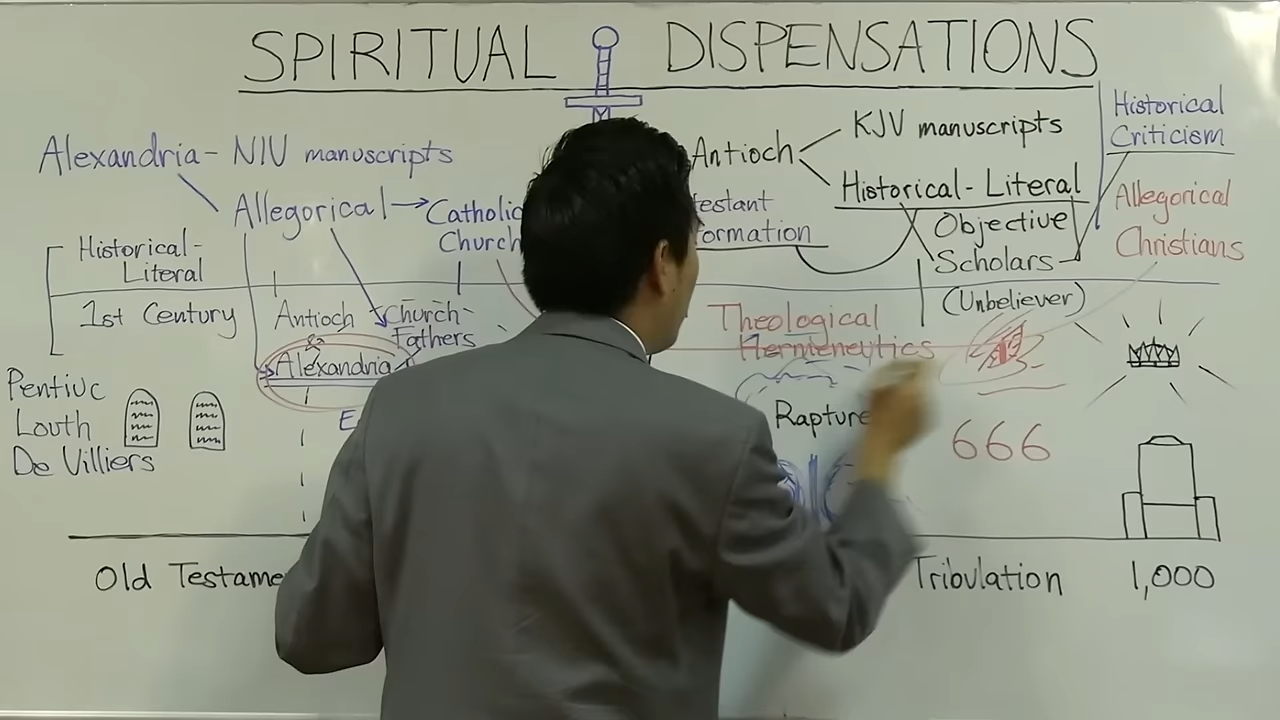 SPIRITUAL DISPENSATIONS
Alexandria - NIV manuscripts
Allegorical → Catholic
Church
Historical-
Literal
1st Century
Antioch
Church
Fathers
Alexandria
E
Pentiuc
Louth
De Villiers
Old Testame
Antioch
KJV manuscripts
Historical - Literal
testant
ormation
Objective
Scholars
(Unbeliever)
Historical
Criticism
Allegorical
Christians
Theological
Hermeneutics
Rapture
666
Tribulation
1,000